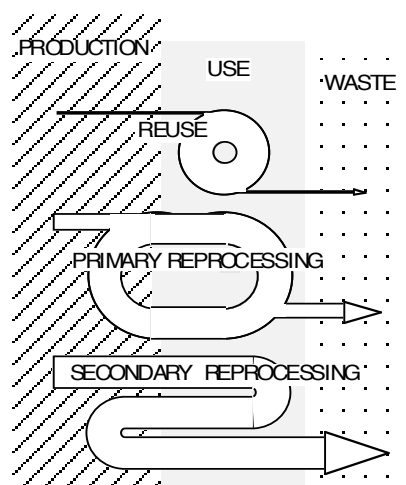 PRODUCTION
USE
WASTE
REUSE
PRIMARY REPROCESSING
SECONDARY REPROCESSING